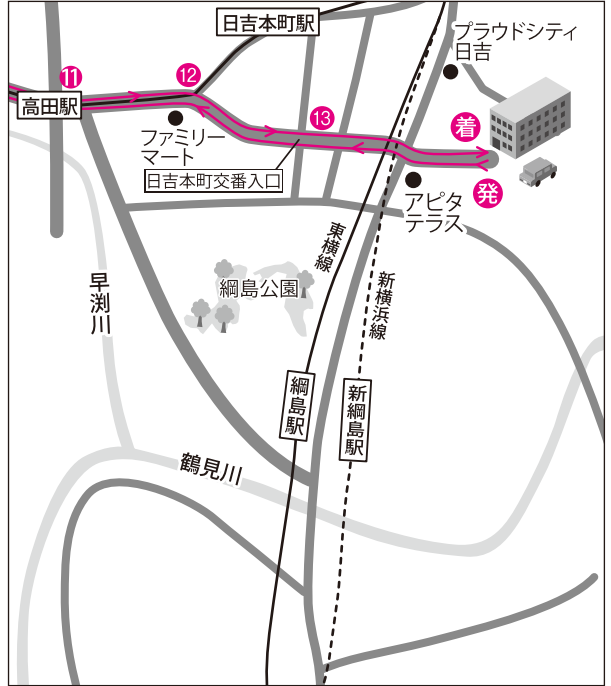 日吉本町駅
プラウドシティ
日吉
⑪
⑫
高田駅
⑬
着
ファミリー
マート
日吉本町交番入口
発
アピタ
テラス
東横線
早渕川
綱島公園
新横浜線
綱島駅
新綱島駅
鶴見川